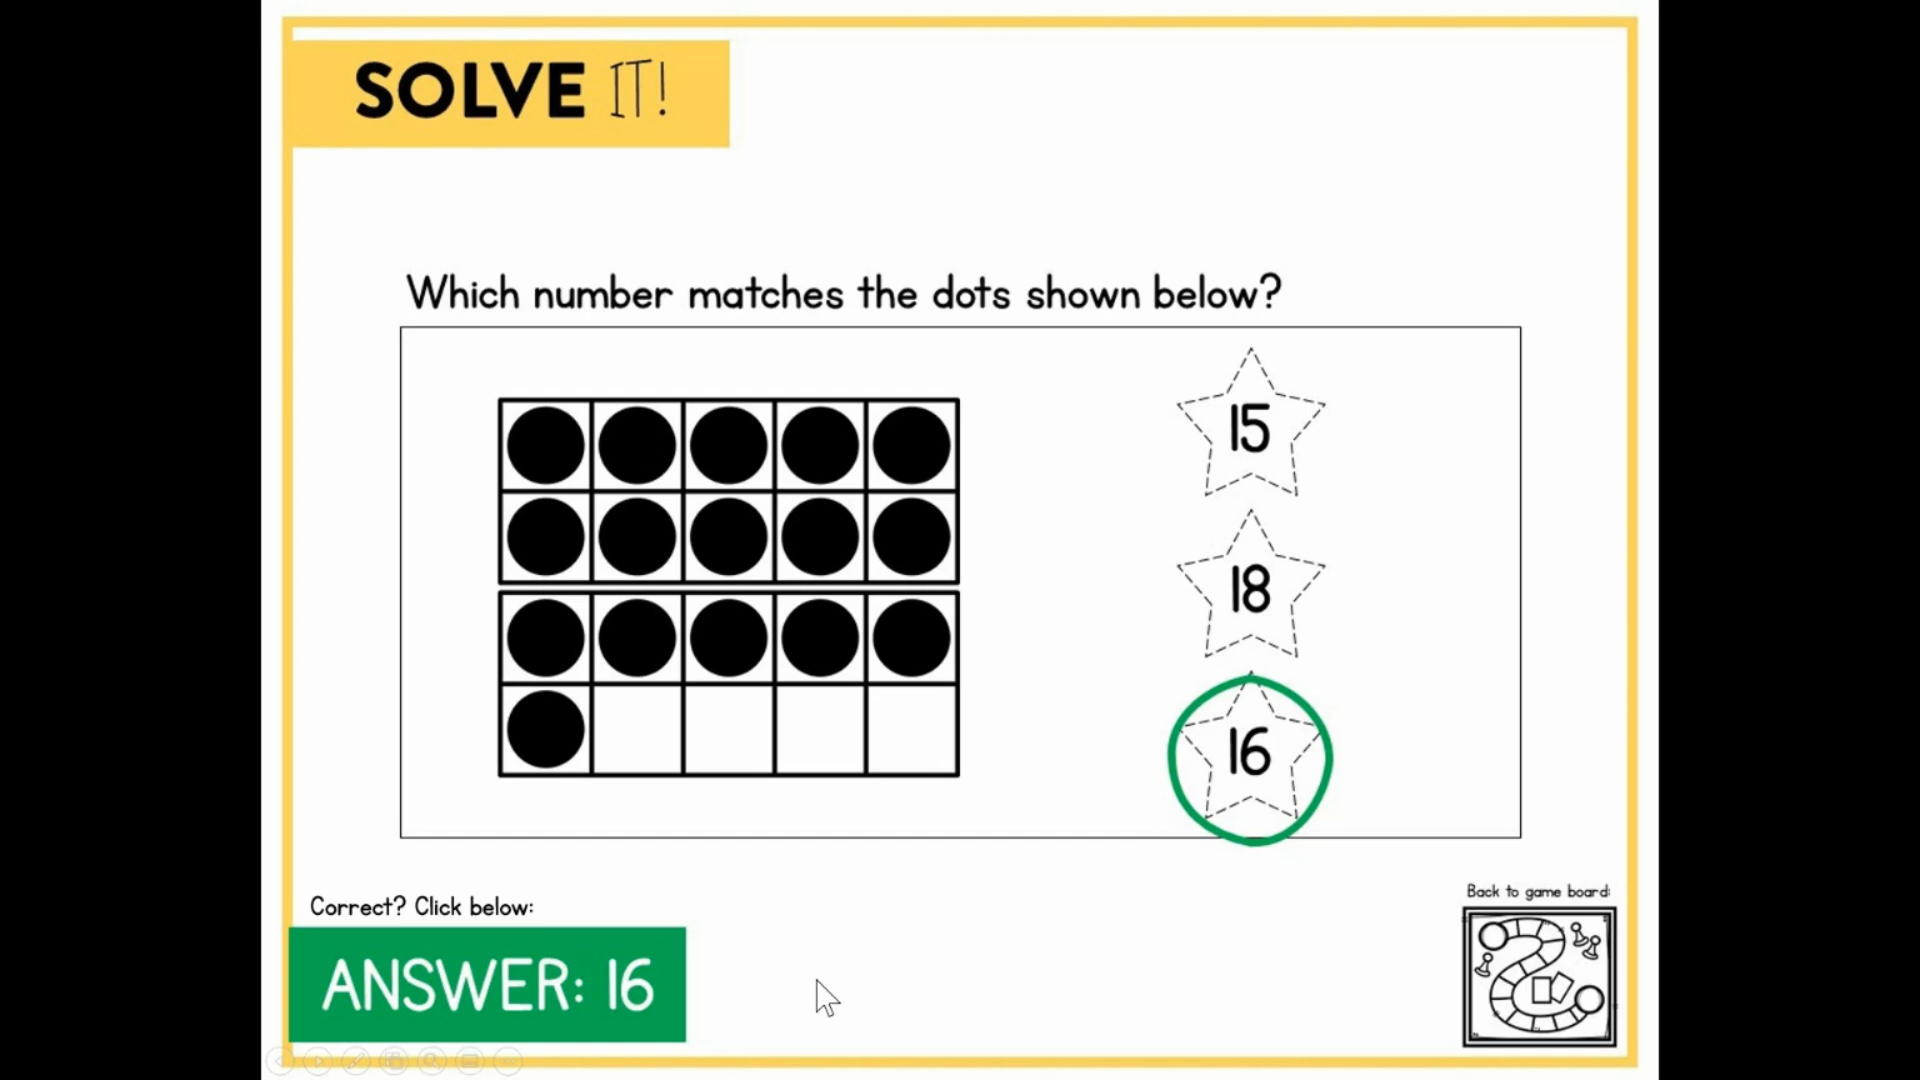 SOLVE IT!
Which number matches the dots shown below?
15
18
16
Correct? Click below:
ANSWER: 16
Back to game board: